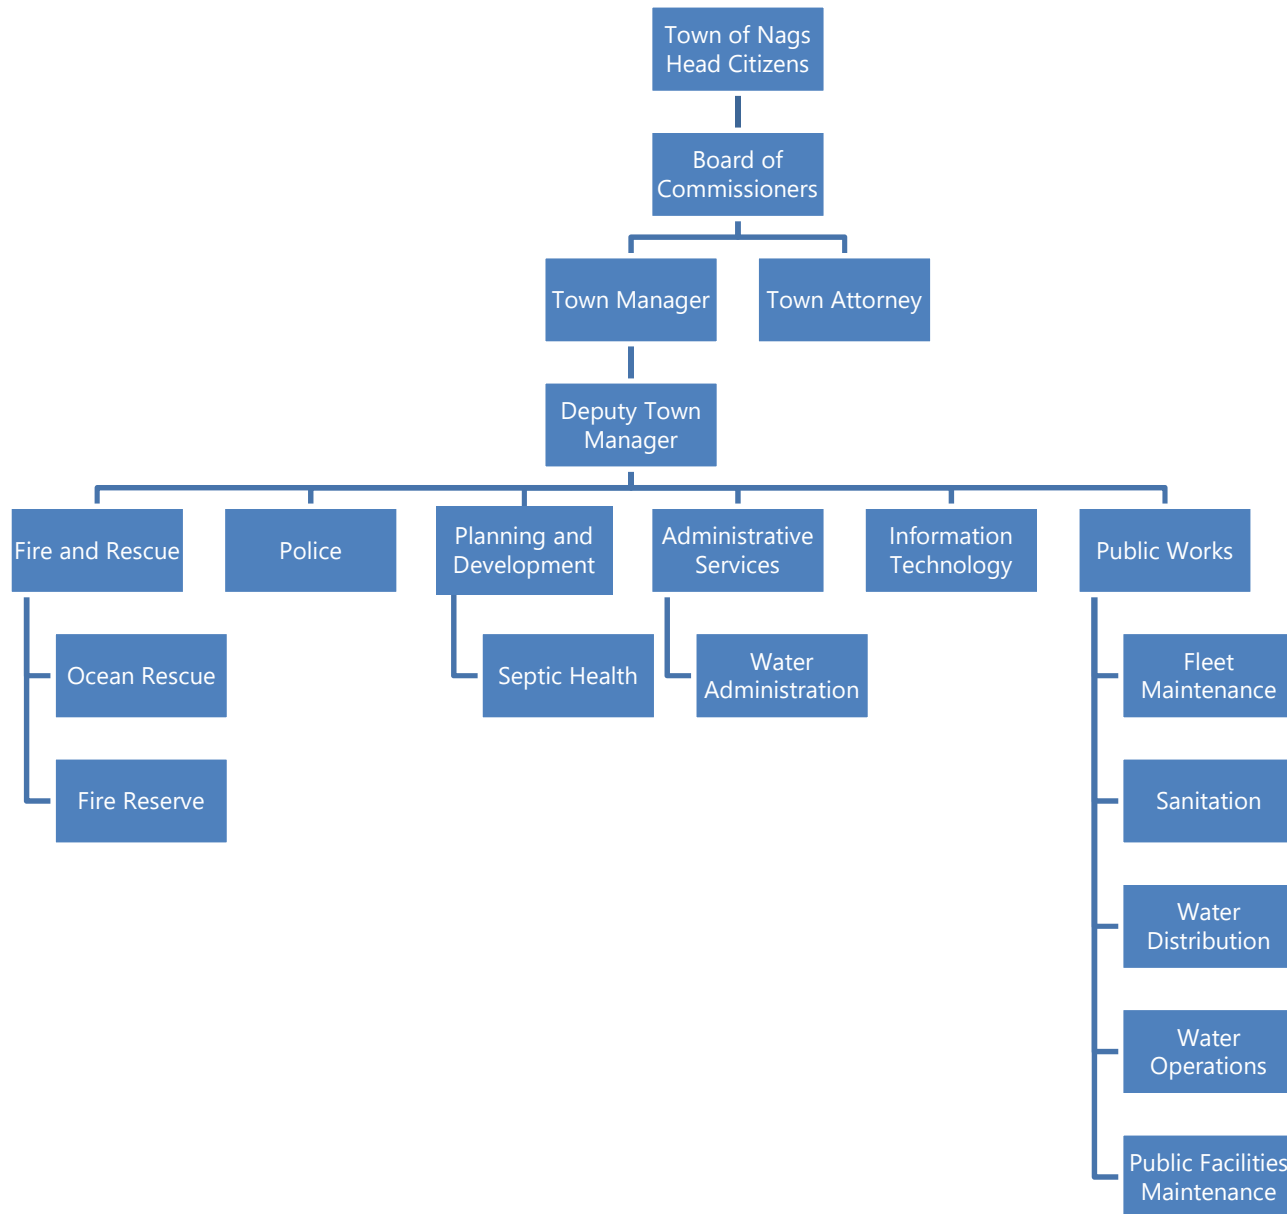 Town of Nags
Head Citizens
Board of
Commissioners
Town Manager
Town Attorney
Deputy Town
Manager
Fire and Rescue
Police
Planning and
Development
Administrative
Services
Information
Technology
Public Works
Ocean Rescue
Septic Health
Water
Administration
Fleet
Maintenance
Fire Reserve
Sanitation
Water
Distribution
Water
Operations
Public Facilities
Maintenance